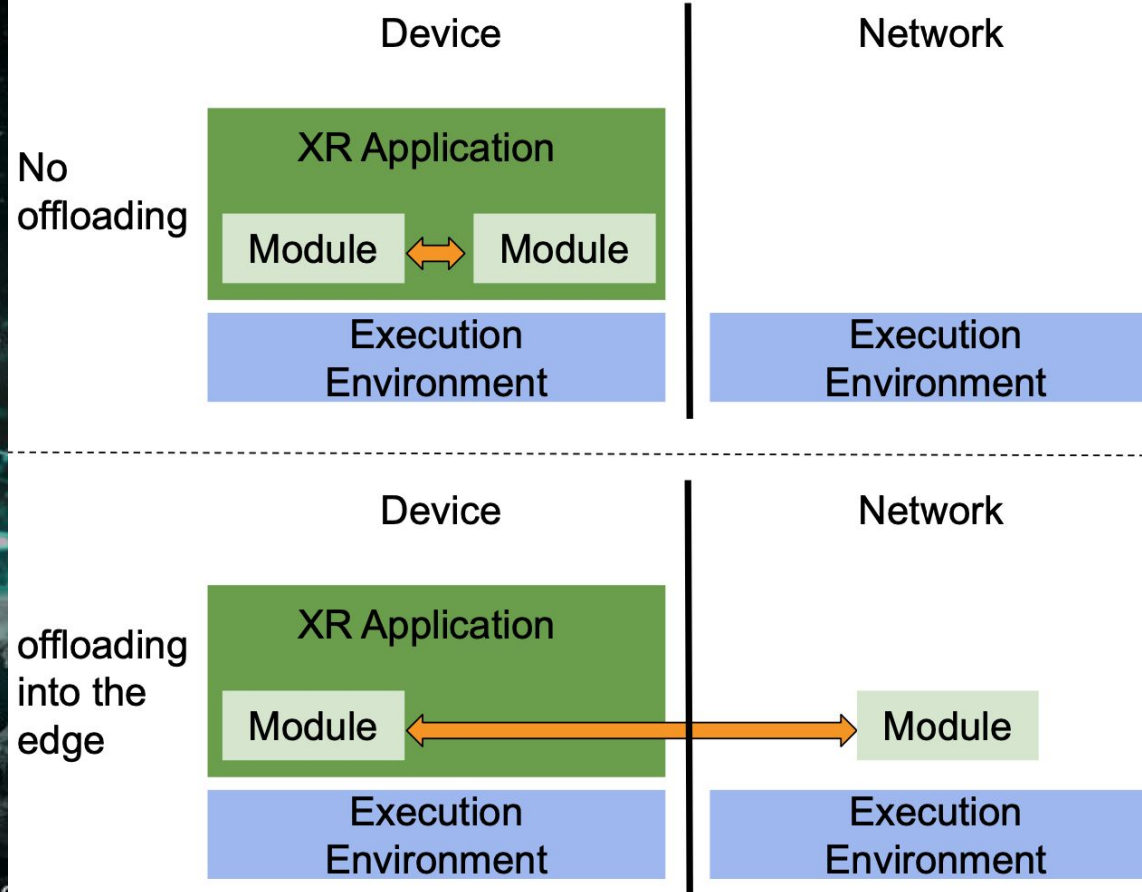 Device
Network
No
offloading
XR Application
Module
Module
Execution
Environment
Execution
Environment
Device
Network
offloading
into the
edge
XR Application
Module
Module
Execution
Environment
Execution
Environment